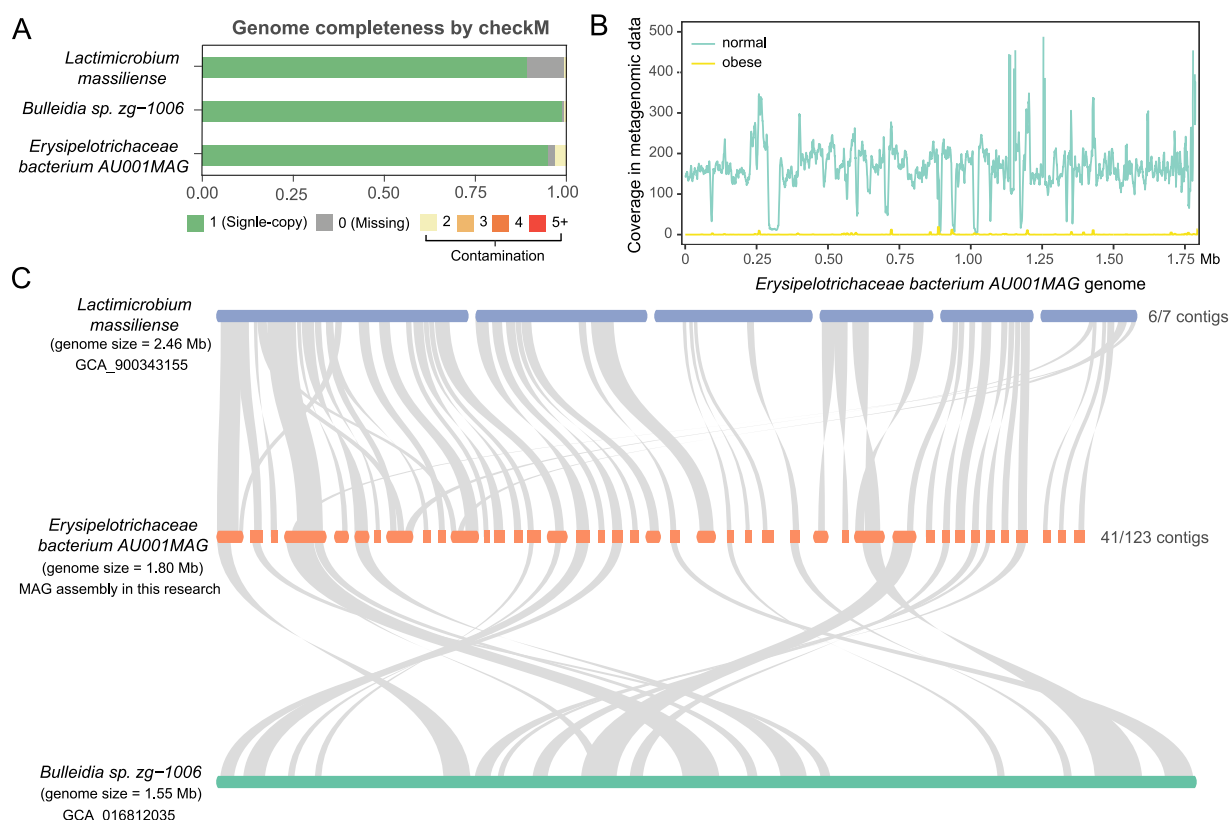 A
Genome completeness by checkM
Lactimicrobium
massiliense
Bulleidia sp. zg−1006
Erysipelotrichaceae
bacterium AU001MAG
0.00 0.25 0.50 0.75 1.00
1 (Signle-copy) 0 (Missing) 2 3 4 5+
Contamination
B
Coverage in metagenomic data
500
400
300
200
100
0
normal
obese
0 0.25 0.50 0.75 1.00 1.25 1.50 1.75 Mb
Erysipelotrichaceae bacterium AU001MAG genome
C
Lactimicrobium
massiliense
(genome size = 2.46 Mb)
GCA_900343155
6/7 contigs
Erysipelotrichaceae
bacterium AU001MAG
(genome size = 1.80 Mb)
MAG assembly in this research
41/123 contigs
Bulleidia sp. zg−1006
(genome size = 1.55 Mb)
GCA_016812035